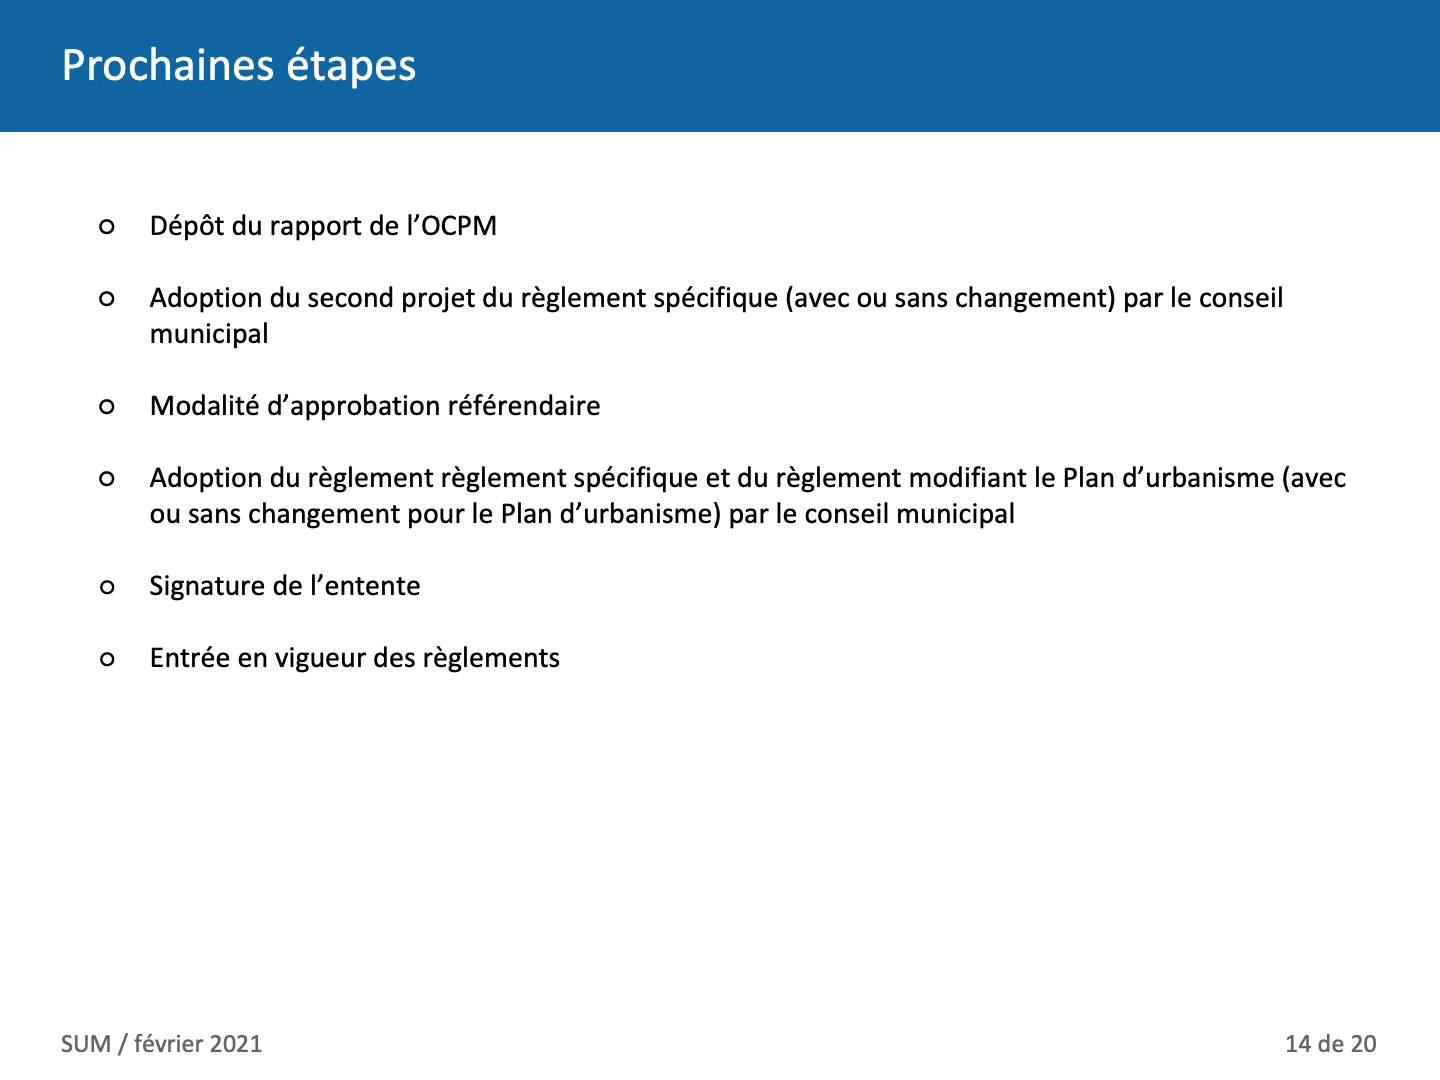 Prochaines étapes
Dépôt du rapport de l’OCPM
Adoption du second projet du règlement spécifique (avec ou sans changement) par le conseil
municipal
Modalité d’approbation référendaire
Adoption du règlement règlement spécifique et du règlement modifiant le Plan d’urbanisme (avec
ou sans changement pour le Plan d’urbanisme) par le conseil municipal
Signature de l’entente
Entrée en vigueur des règlements
SUM / février 2021
14 de 20